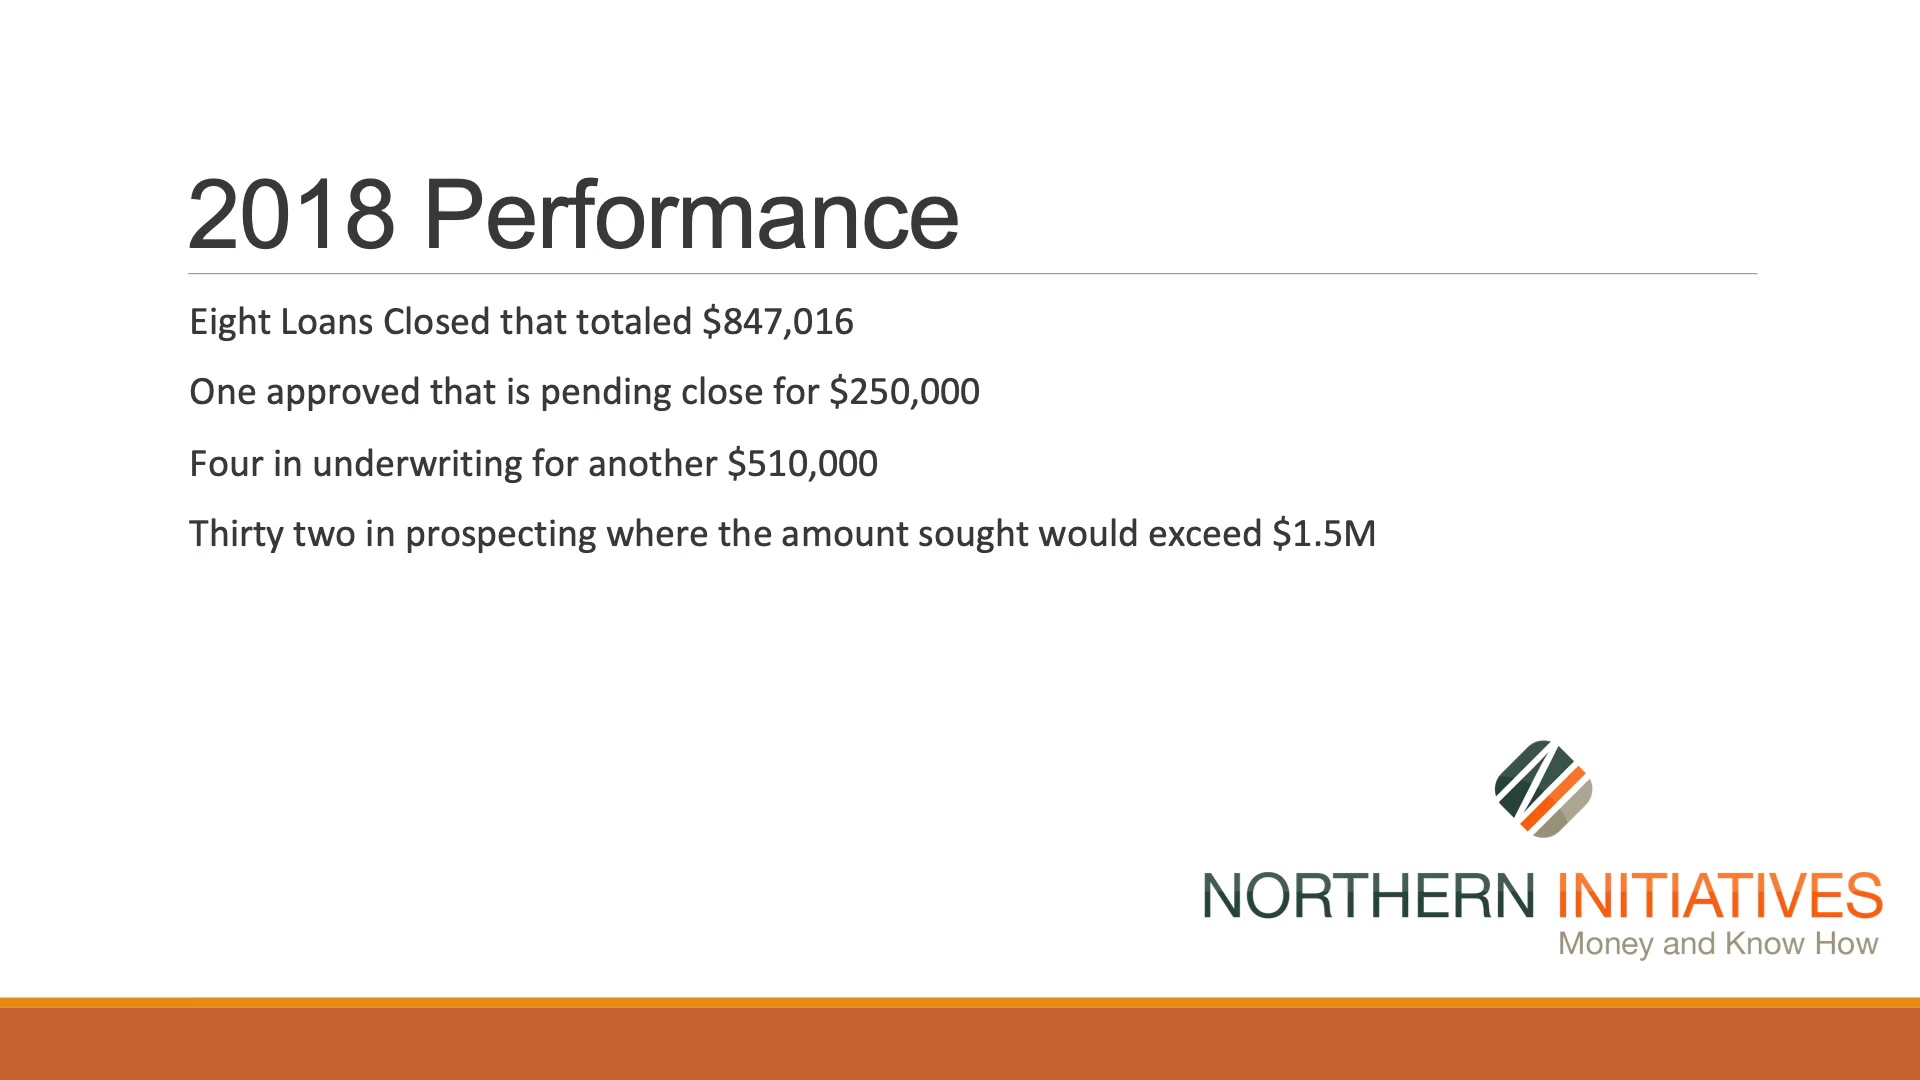 2018 Performance
Eight Loans Closed that totaled $847,016
One approved that is pending close for $250,000
Four in underwriting for another $510,000
Thirty two in prospecting where the amount sought would exceed $1.5M
NORTHERN INITIATIVES
Money and Know How